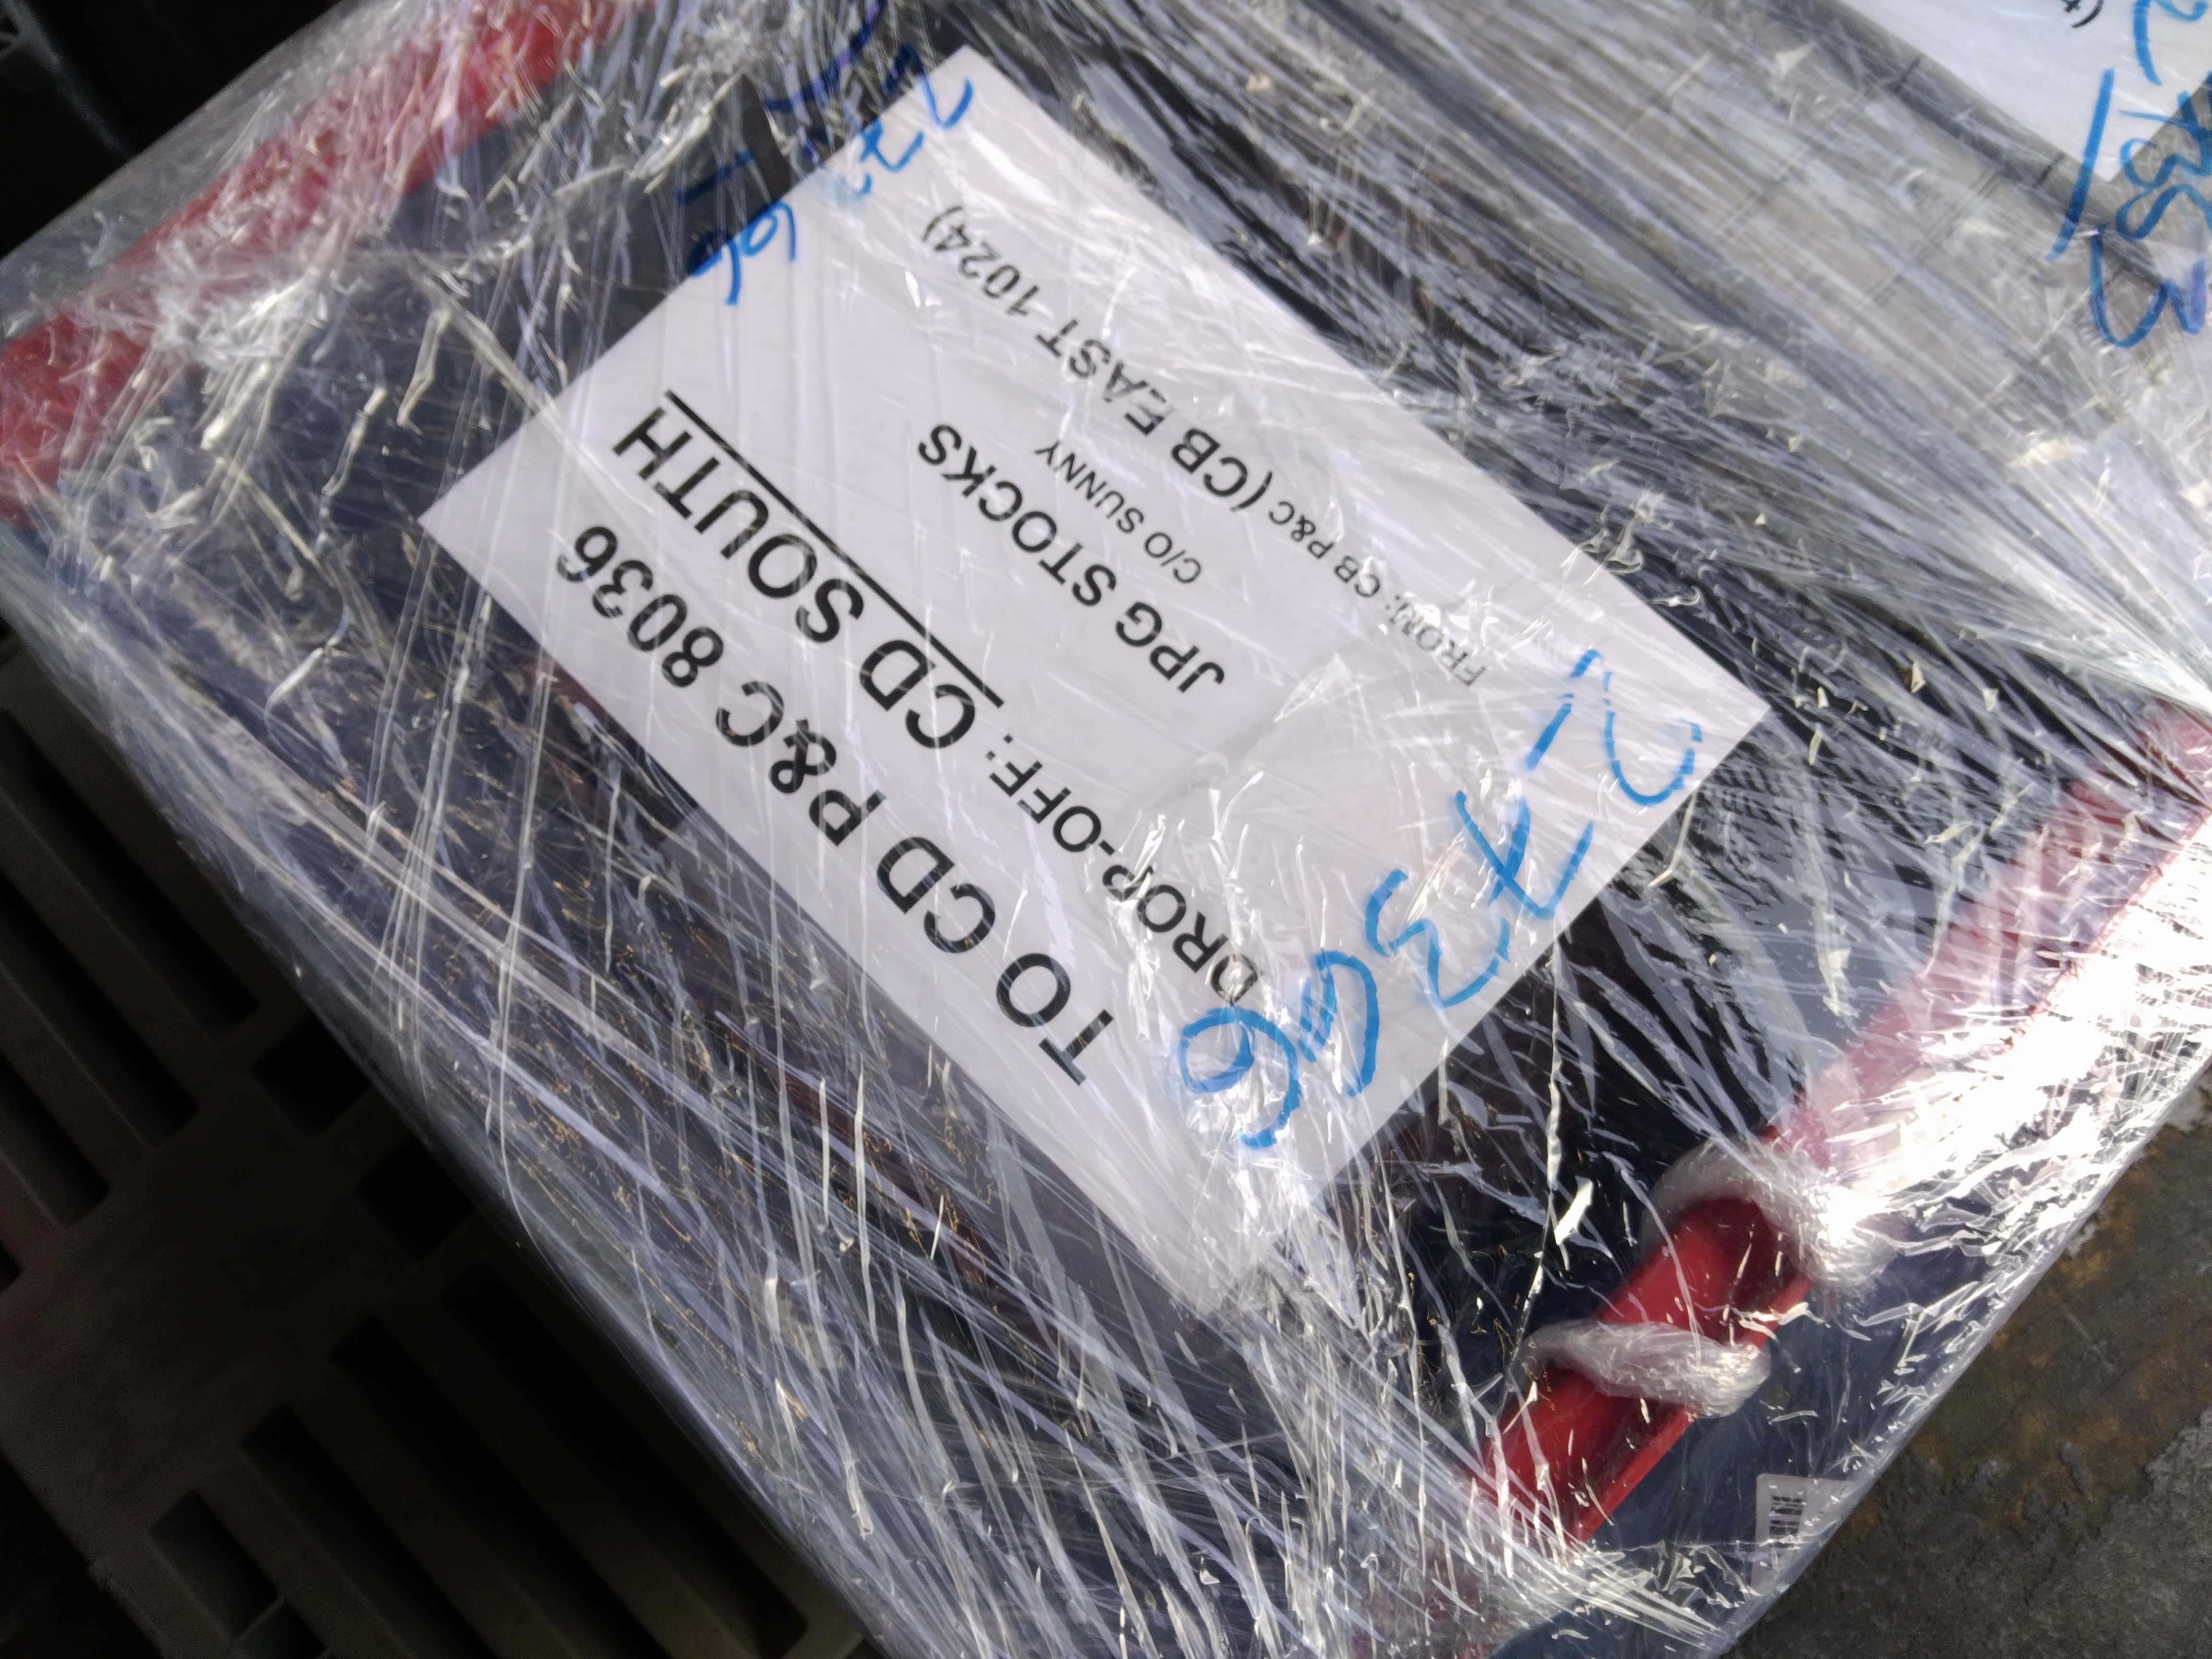 TO CD P&C 8036
DROP-OFF: CD SOUTH
JPG STOCKS
C/O SUNNY
FROM: CB P&C (CB EAST 1024)